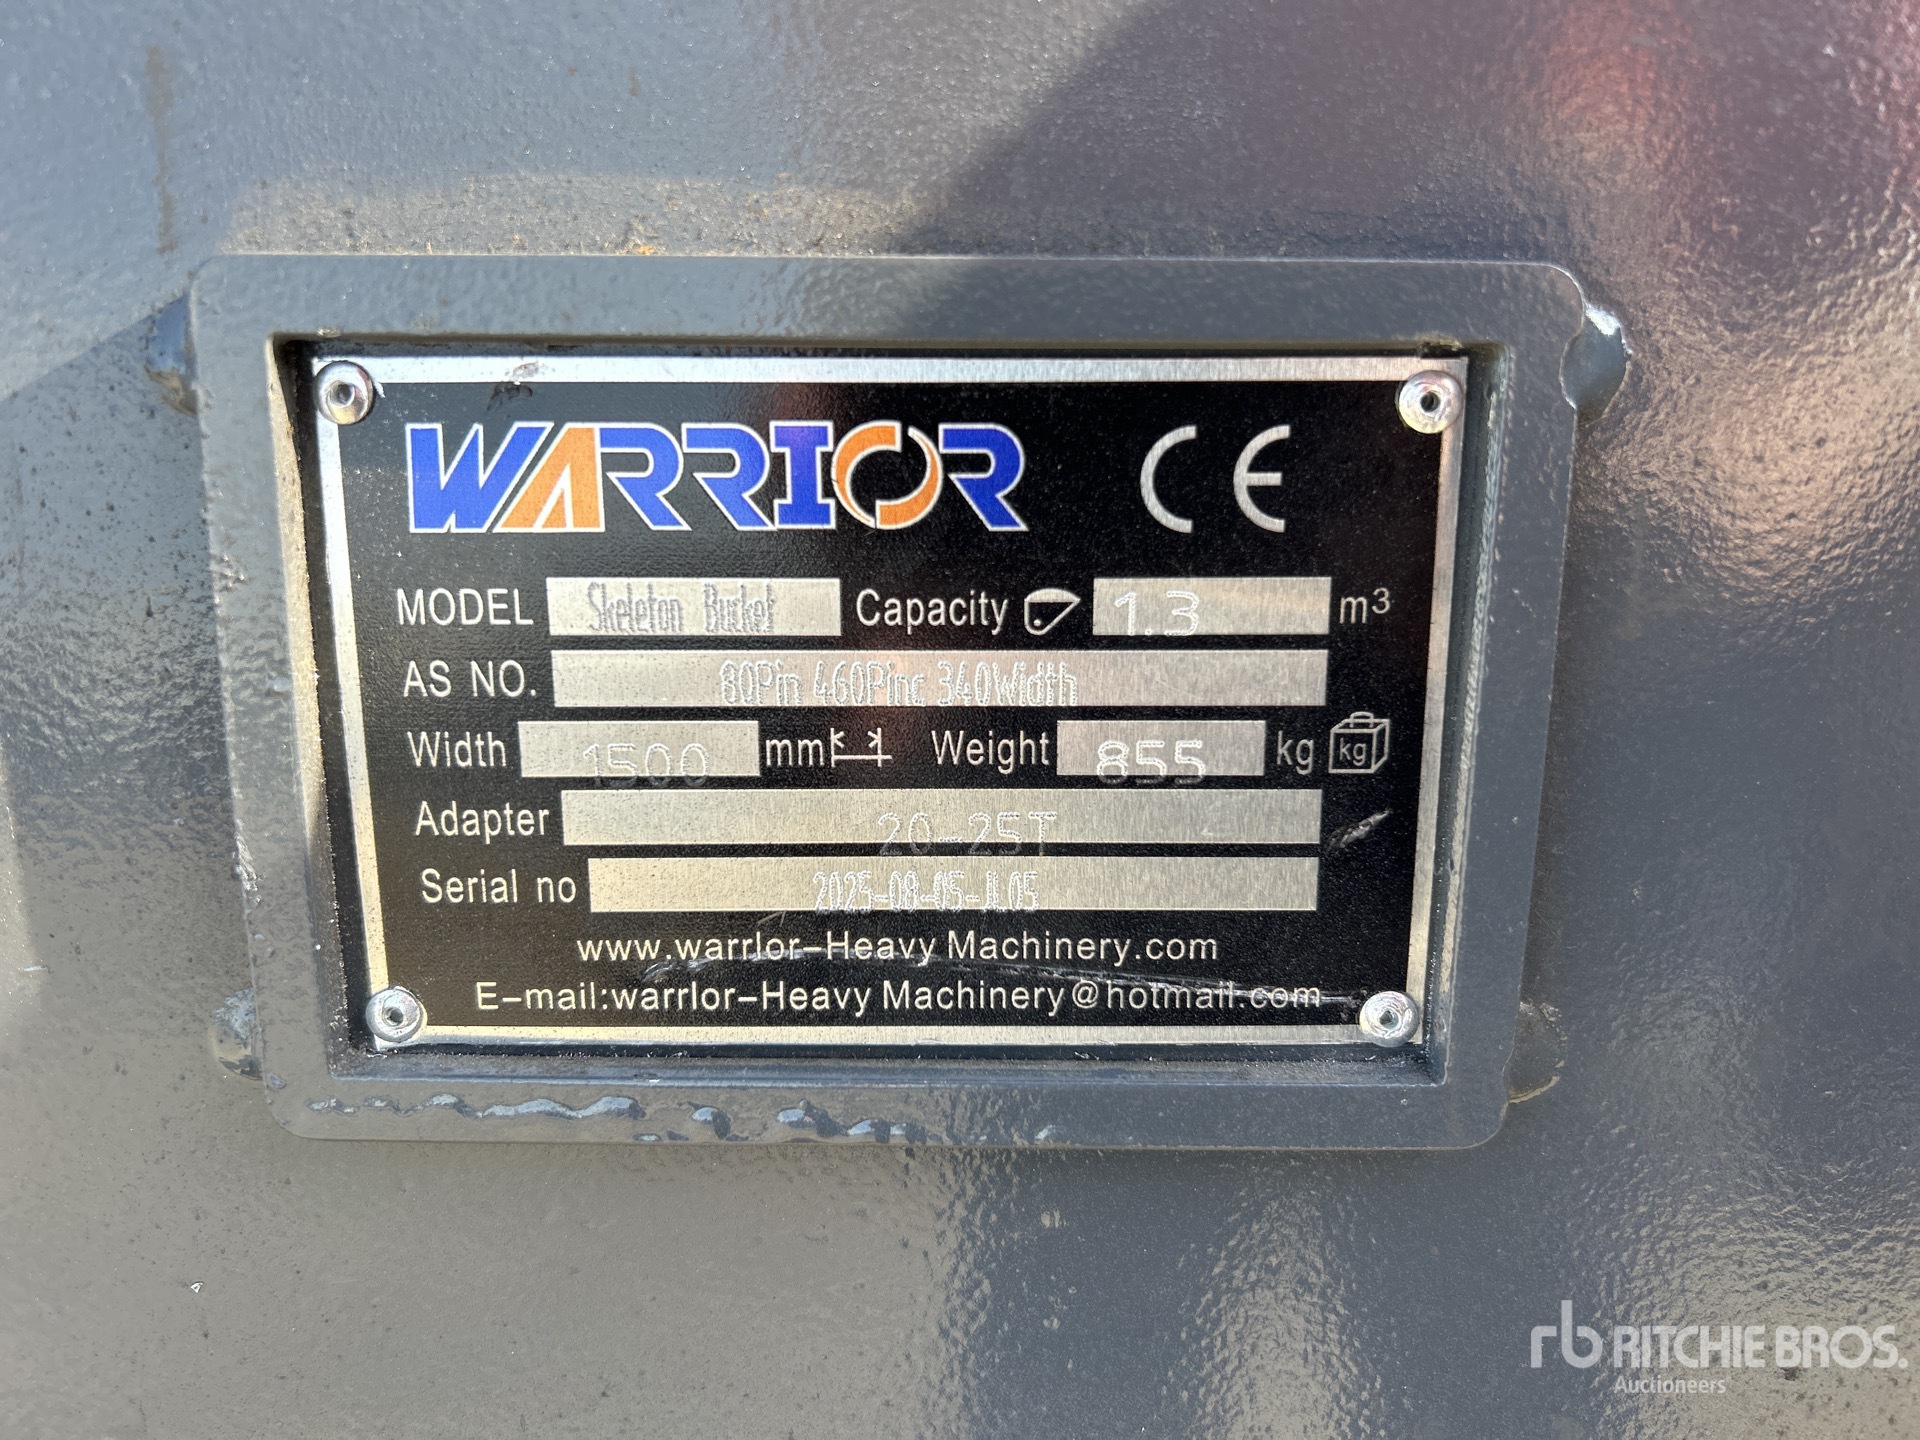 WARRIOR CE
MODEL Skeleton Bucket Capacity 1.3 m³
AS NO. 80Pin 460Pinc 340Width
Width 1500 mm Weight 855 kg kg
Adapter 20-25T
Serial no 2025-08-05-JL05
www.warrlor-Heavy Machinery.com
E-mail:warrlor-Heavy Machinery@hotmail.com
rb RITCHIE BROS.
Auctioneers